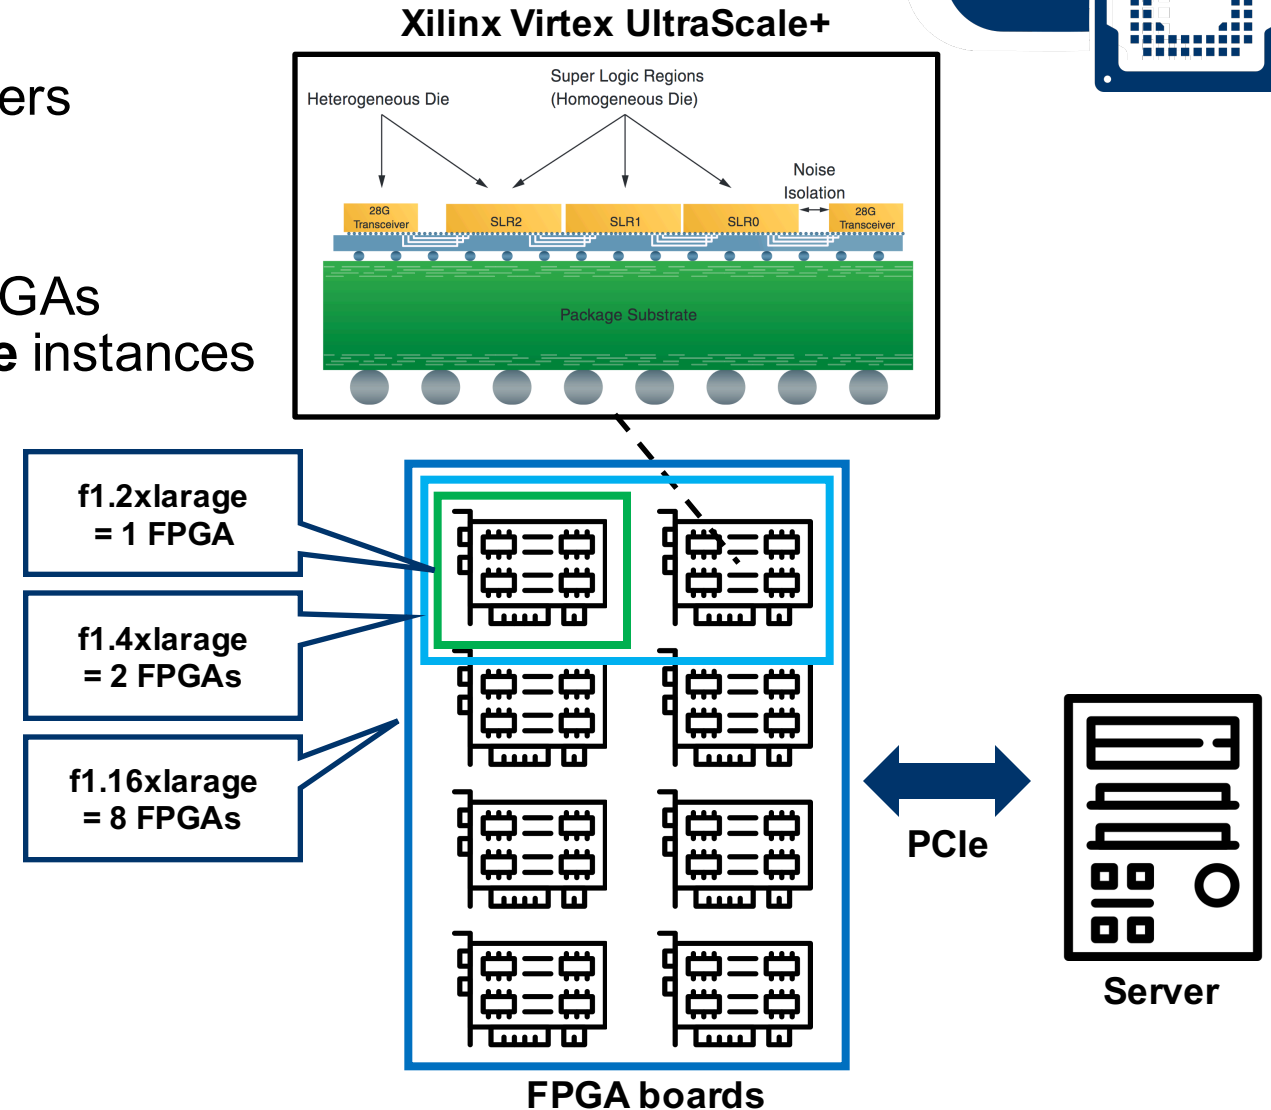 Xilinx Virtex UltraScale+
ers
Heterogeneous Die
Super Logic Regions
(Homogeneous Die)
Noise
Isolation
28G
Transceiver
SLR2
SLR1
SLR0
28G
Transceiver
Package Substrate
GAs
e instances
f1.2xlarage
= 1 FPGA
f1.4xlarage
= 2 FPGAs
f1.16xlarage
= 8 FPGAs
PCIe
Server
FPGA boards